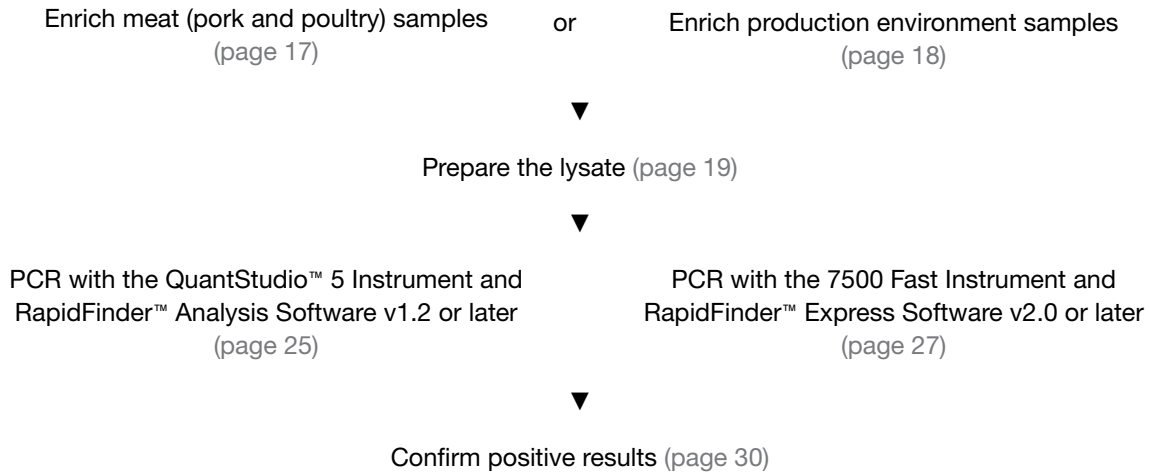 Enrich meat (pork and poultry) samples
(page 17)
or
Enrich production environment samples
(page 18)
Prepare the lysate (page 19)
PCR with the QuantStudio™ 5 Instrument and
RapidFinder™ Analysis Software v1.2 or later
(page 25)
PCR with the 7500 Fast Instrument and
RapidFinder™ Express Software v2.0 or later
(page 27)
Confirm positive results (page 30)